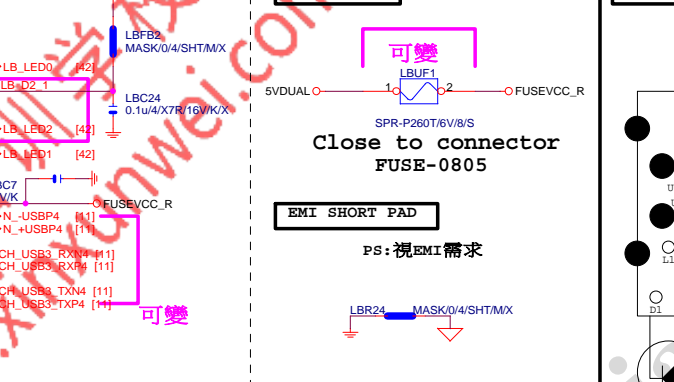 LBFB2
MASK/0/4/SHT/M/X
LB_LED0 [42]
LB_D2_1
LBC24
0.1u/4/X7R/16V/K/X
LB_LED2 [42]
LB_LED1 [42]
FUSEVCC_R
N_-USBP4 [11]
N_+USBP4 [11]
CH_USB3_RXN4 [11]
CH_USB3_RXP4 [11]
CH_USB3_TXN4 [11]
CH_USB3_TXP4 [11]
可變
可變
LBUF1
5VDUAL 1 2 FUSEVCC_R
SPR-P260T/6V/8/S
Close to connector
FUSE-0805
EMI SHORT PAD
PS:視EMI需求
LBR24 MASK/0/4/SHT/M/X
D1
xinxunwei.com